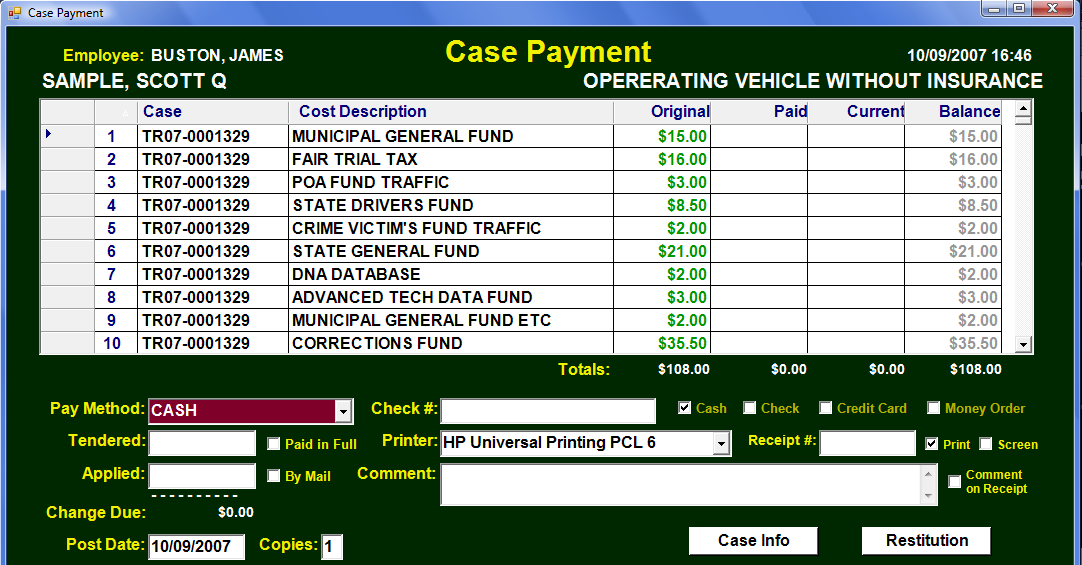 Case Payment
Employee: BUSTON, JAMES Case Payment 10/09/2007 16:46
SAMPLE, SCOTT Q OPERERATING VEHICLE WITHOUT INSURANCE
Case Cost Description Original Paid Current Balance
1 TR07-0001329 MUNICIPAL GENERAL FUND $15.00 $15.00
2 TR07-0001329 FAIR TRIAL TAX $16.00 $16.00
3 TR07-0001329 POA FUND TRAFFIC $3.00 $3.00
4 TR07-0001329 STATE DRIVERS FUND $8.50 $8.50
5 TR07-0001329 CRIME VICTIM'S FUND TRAFFIC $2.00 $2.00
6 TR07-0001329 STATE GENERAL FUND $21.00 $21.00
7 TR07-0001329 DNA DATABASE $2.00 $2.00
8 TR07-0001329 ADVANCED TECH DATA FUND $3.00 $3.00
9 TR07-0001329 MUNICIPAL GENERAL FUND ETC $2.00 $2.00
10 TR07-0001329 CORRECTIONS FUND $35.50 $35.50
Totals: $108.00 $0.00 $0.00 $108.00
Pay Method: CASH Check #: Cash Check Credit Card Money Order
Tendered: Paid in Full Printer: HP Universal Printing PCL 6 Receipt #: Print Screen
Applied: By Mail Comment: Comment
on Receipt
----------
Change Due: $0.00
Post Date: 10/09/2007 Copies: 1 Case Info Restitution